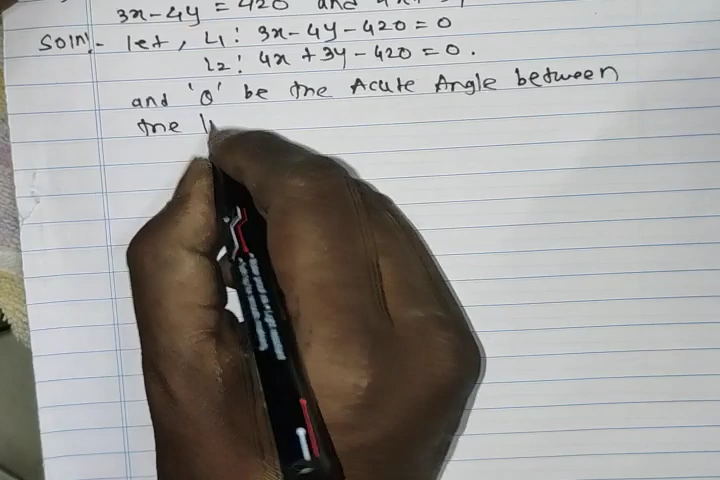 3x-4y = 420 and
Soln:- let, L1: 3x-4y-420=0
L2: 4x+3y-420=0.
and 'θ' be the Acute Angle between
the